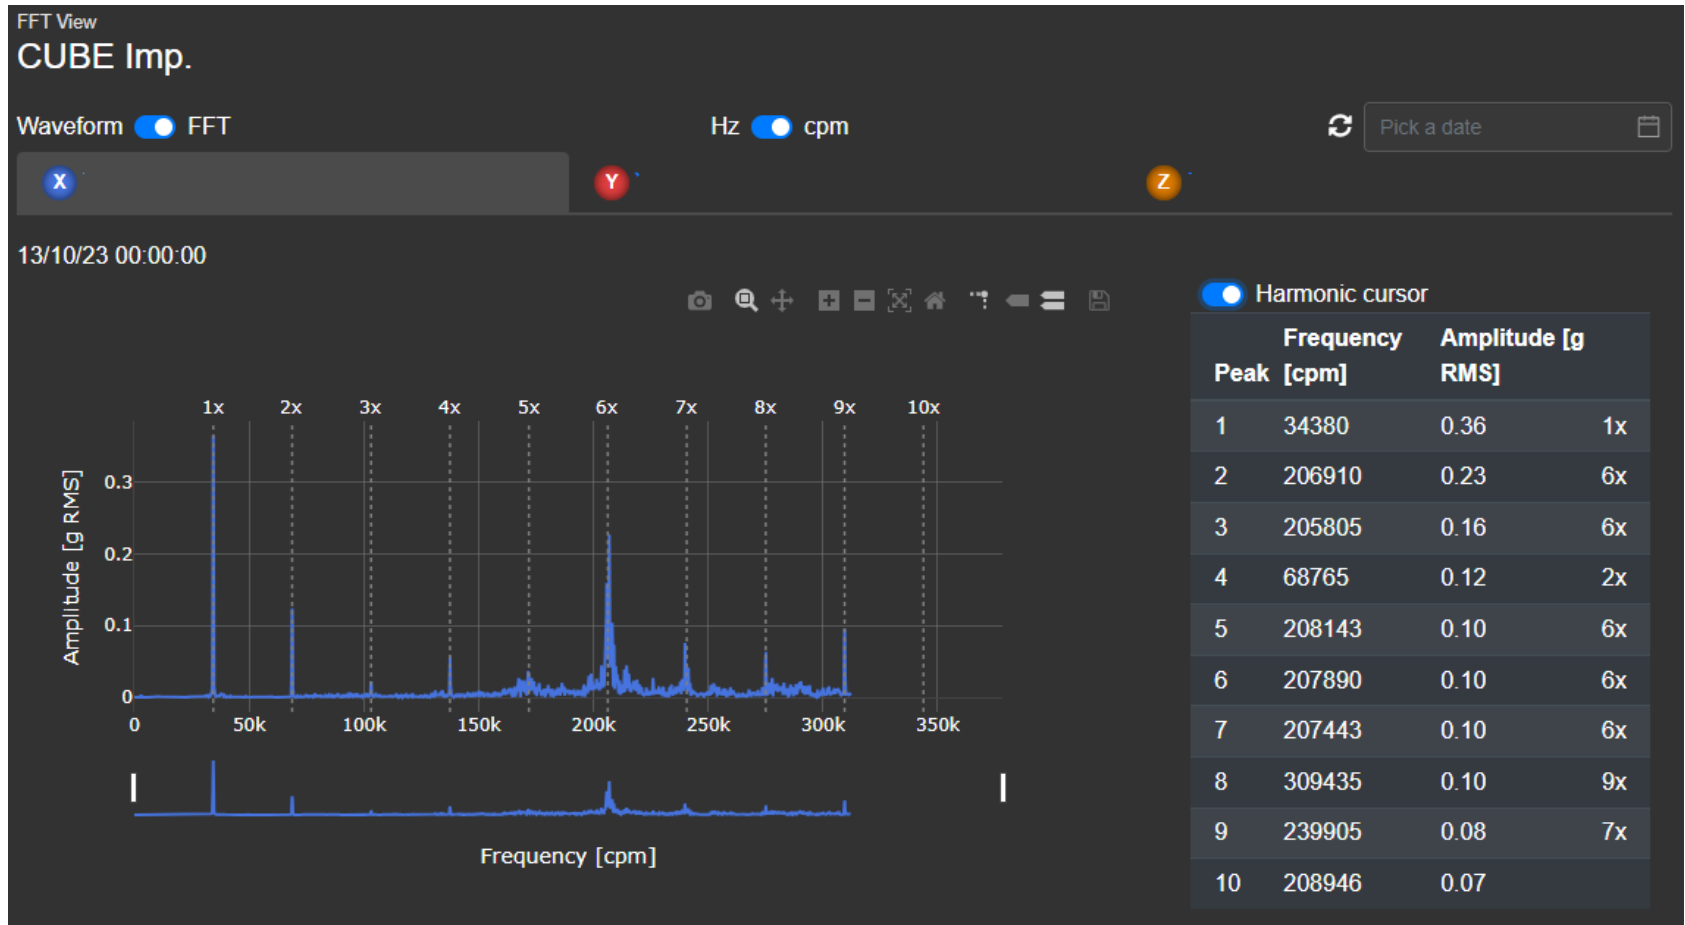 FFT View
CUBE Imp.
Waveform FFT Hz cpm Pick a date
X Y Z
13/10/23 00:00:00
Harmonic cursor
Peak Frequency [cpm] Amplitude [g RMS]
1 34380 0.36 1x
2 206910 0.23 6x
3 205805 0.16 6x
4 68765 0.12 2x
5 208143 0.10 6x
6 207890 0.10 6x
7 207443 0.10 6x
8 309435 0.10 9x
9 239905 0.08 7x
10 208946 0.07
1x 2x 3x 4x 5x 6x 7x 8x 9x 10x
Amplitude [g RMS]
0.3
0.2
0.1
0
0 50k 100k 150k 200k 250k 300k 350k
Frequency [cpm]